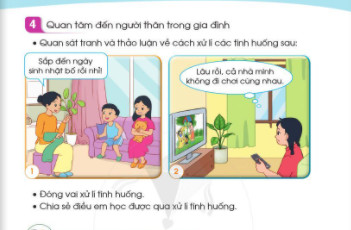 4 Quan tâm đến người thân trong gia đình
• Quan sát tranh và thảo luận về cách xử lí các tình huống sau:
Sắp đến ngày
sinh nhật bố rồi nhỉ!
Lâu rồi, cả nhà mình
không đi chơi cùng nhau.
1
2
• Đóng vai xử lí tình huống.
• Chia sẻ điều em học được qua xử lí tình huống.